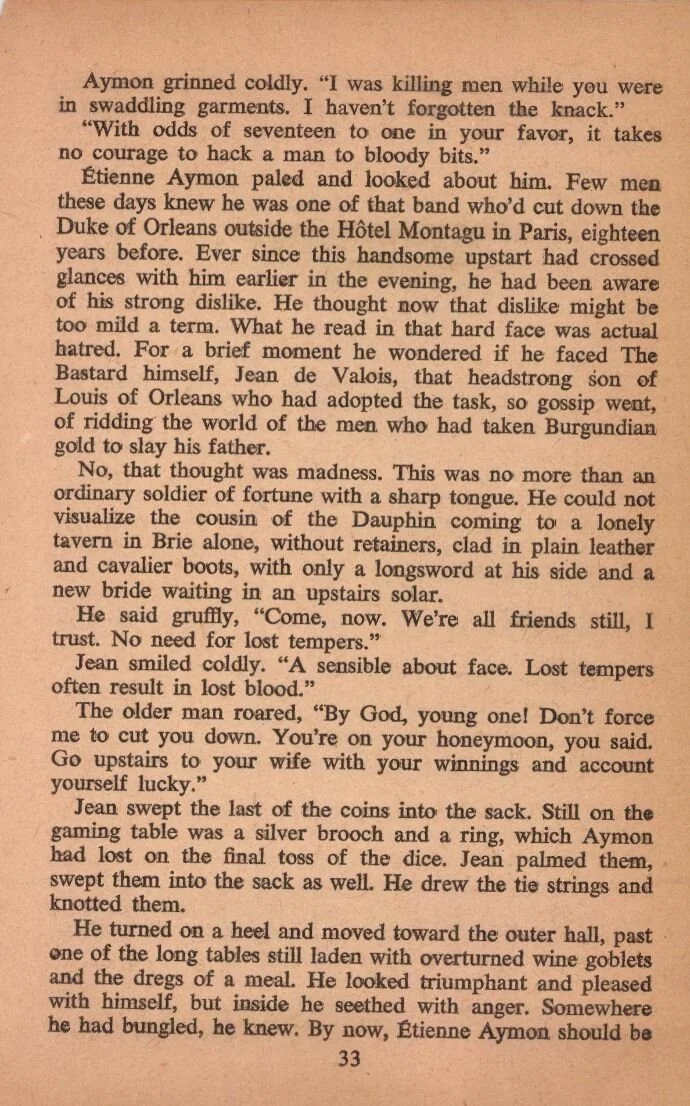 Aymon grinned coldly. “I was killing men while you were
in swaddling garments. I haven’t forgotten the knack.”
“With odds of seventeen to one in your favor, it takes
no courage to hack a man to bloody bits.”
Étienne Aymon paled and looked about him. Few men
these days knew he was one of that band who’d cut down the
Duke of Orleans outside the Hôtel Montagu in Paris, eighteen
years before. Ever since this handsome upstart had crossed
glances with him earlier in the evening, he had been aware
of his strong dislike. He thought now that dislike might be
too mild a term. What he read in that hard face was actual
hatred. For a brief moment he wondered if he faced The
Bastard himself, Jean de Valois, that headstrong son of
Louis of Orleans who had adopted the task, so gossip went,
of ridding the world of the men who had taken Burgundian
gold to slay his father.
No, that thought was madness. This was no more than an
ordinary soldier of fortune with a sharp tongue. He could not
visualize the cousin of the Dauphin coming to a lonely
tavern in Brie alone, without retainers, clad in plain leather
and cavalier boots, with only a longsword at his side and a
new bride waiting in an upstairs solar.
He said gruffly, “Come, now. We’re all friends still, I
trust. No need for lost tempers.”
Jean smiled coldly. “A sensible about face. Lost tempers
often result in lost blood.”
The older man roared, “By God, young one! Don’t force
me to cut you down. You’re on your honeymoon, you said.
Go upstairs to your wife with your winnings and account
yourself lucky.”
Jean swept the last of the coins into the sack. Still on the
gaming table was a silver brooch and a ring, which Aymon
had lost on the final toss of the dice. Jean palmed them,
swept them into the sack as well. He drew the tie strings and
knotted them.
He turned on a heel and moved toward the outer hall, past
one of the long tables still laden with overturned wine goblets
and the dregs of a meal. He looked triumphant and pleased
with himself, but inside he seethed with anger. Somewhere
he had bungled, he knew. By now, Étienne Aymon should be
33